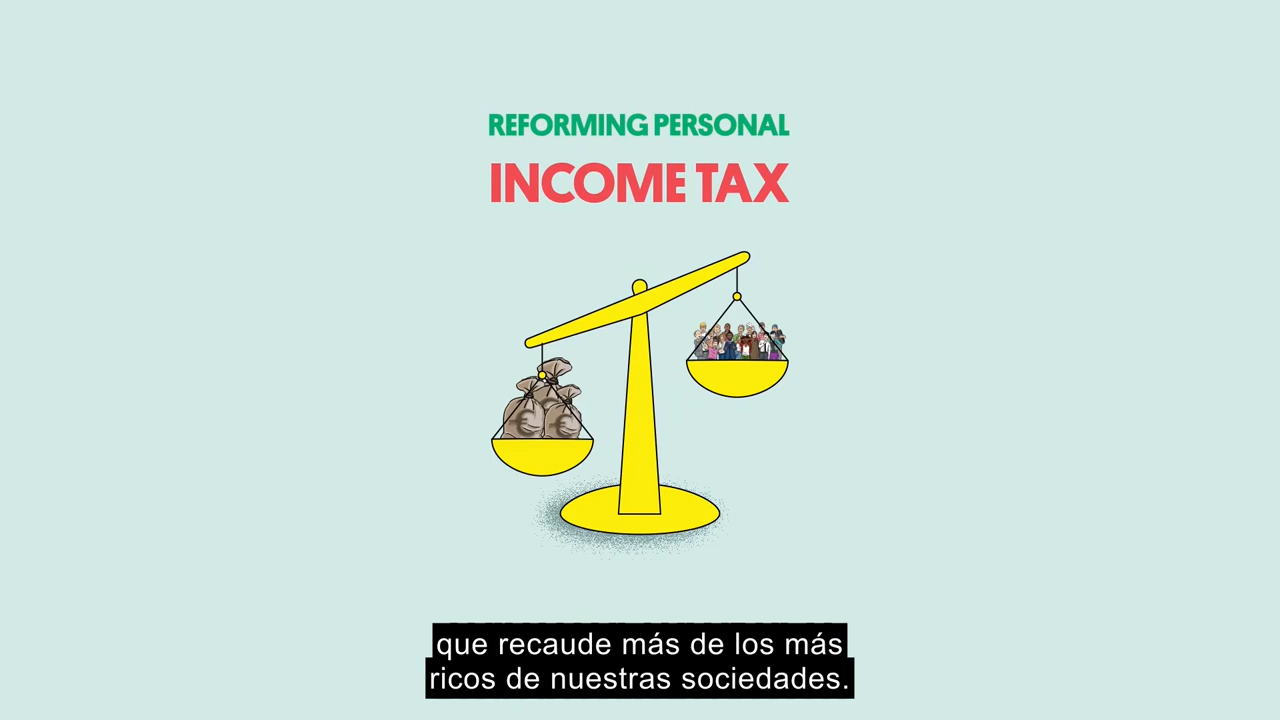 REFORMING PERSONAL
INCOME TAX
€
€
que recaude más de los más
ricos de nuestras sociedades.